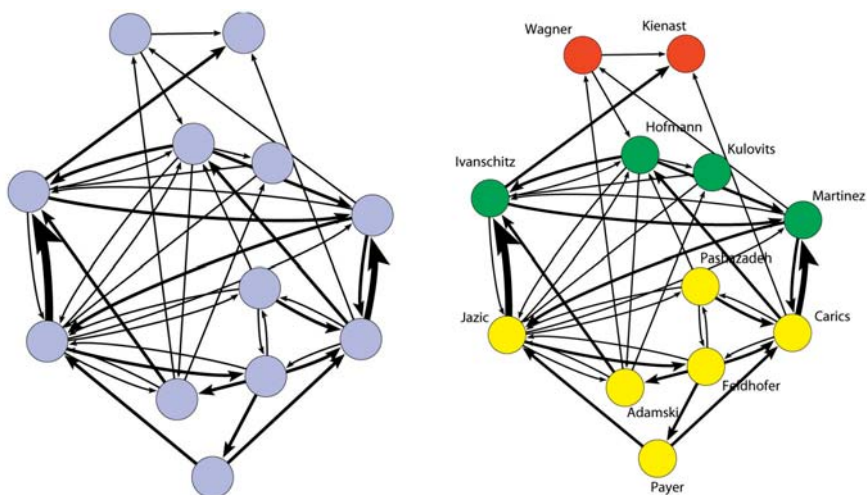 Wagner
Kienast
Hofmann
Kulovits
Ivanschitz
Martinez
Pashazadeh
Jazic
Carics
Feldhofer
Adamski
Payer